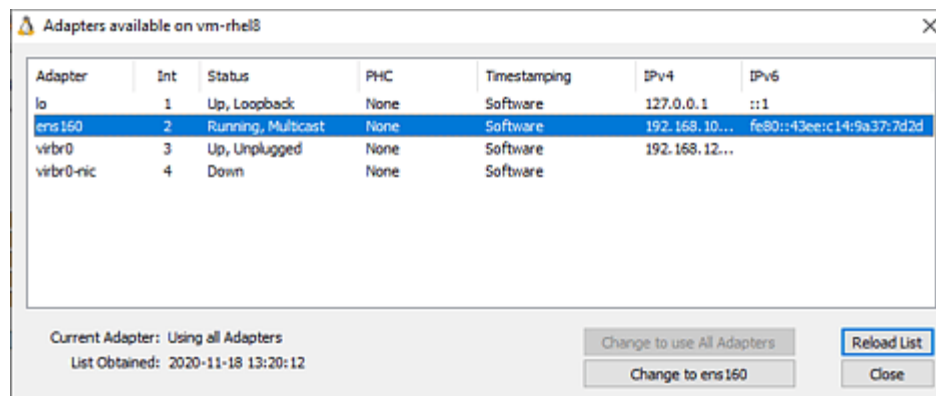 Adapters available on vm-rhel8
Adapter Int Status PHC Timestamping IPv4 IPv6
lo 1 Up, Loopback None Software 127.0.0.1 ::1
ens160 2 Running, Multicast None Software 192.168.10... fe80::43ee:c14:9a37:7d2d
virbr0 3 Up, Unplugged None Software 192.168.12...
virbr0-nic 4 Down None Software
Current Adapter: Using all Adapters Change to use All Adapters Reload List
List Obtained: 2020-11-18 13:20:12 Change to ens160 Close